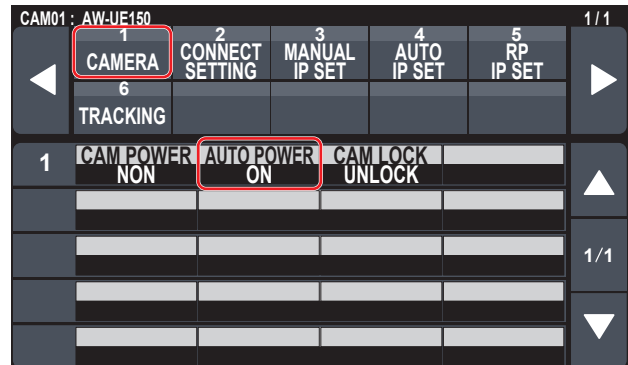 CAM01 : AW-UE150 1/1
1 2 3 4 5
CAMERA CONNECT SETTING MANUAL IP SET AUTO IP SET RP IP SET
6
TRACKING
1 CAM POWER AUTO POWER CAM LOCK
NON ON UNLOCK
1/1